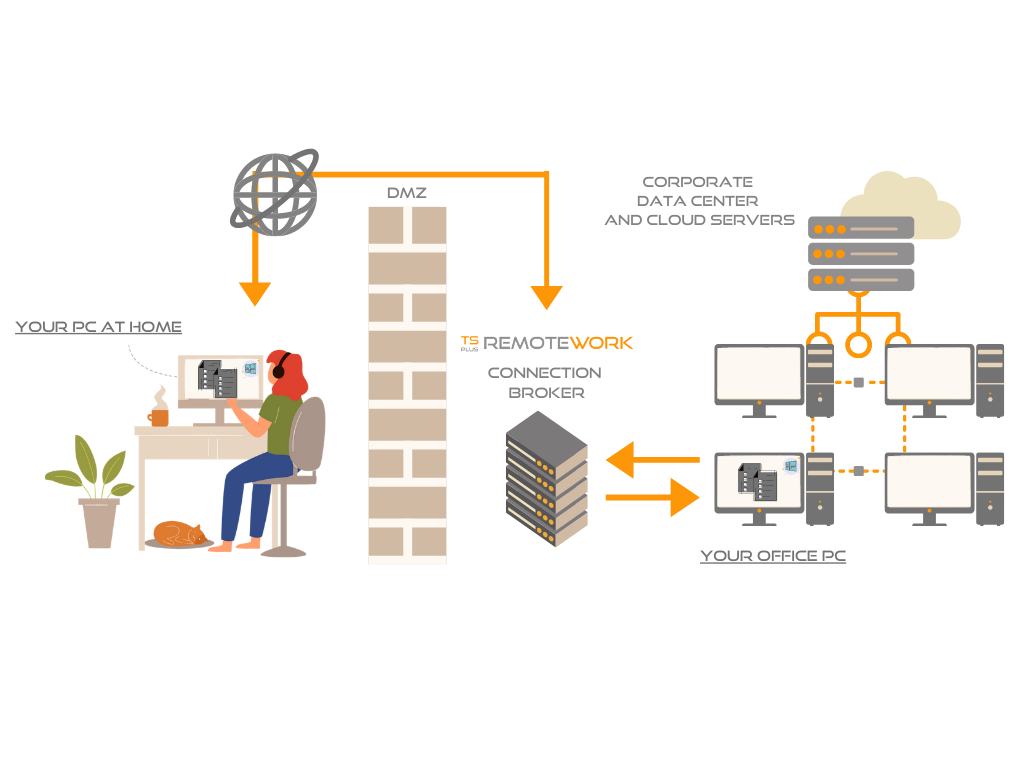 DMZ
CORPORATE
DATA CENTER
AND CLOUD SERVERS
YOUR PC AT HOME
TS PLUS REMOTEWORK
CONNECTION
BROKER
YOUR OFFICE PC